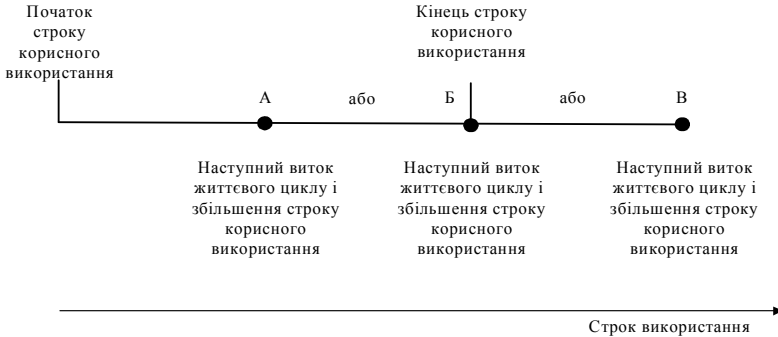 Початок
строку
корисного
використання
Кінець строку
корисного
використання
А або Б або В
Наступний виток
життєвого циклу і
збільшення строку
корисного
використання
Наступний виток
життєвого циклу і
збільшення строку
корисного
використання
Наступний виток
життєвого циклу і
збільшення строку
корисного
використання
Строк використання